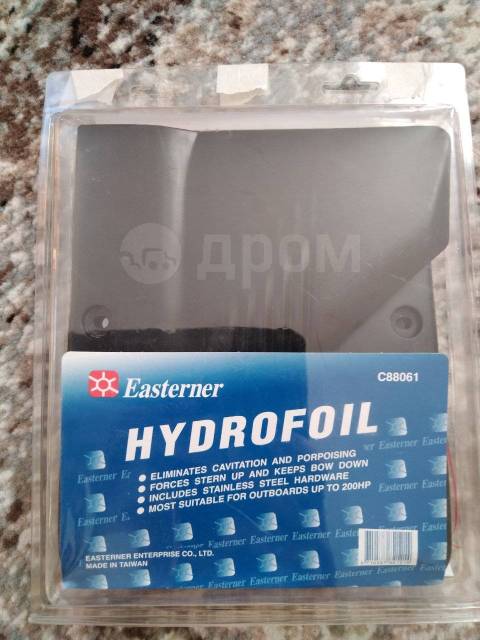 дром
Easterner
C88061
HYDROFOIL
• ELIMINATES CAVITATION AND PORPOISING
• FORCES STERN UP AND KEEPS BOW DOWN
• INCLUDES STAINLESS STEEL HARDWARE
• MOST SUITABLE FOR OUTBOARDS UP TO 200HP
EASTERNER ENTERPRISE CO., LTD.
MADE IN TAIWAN